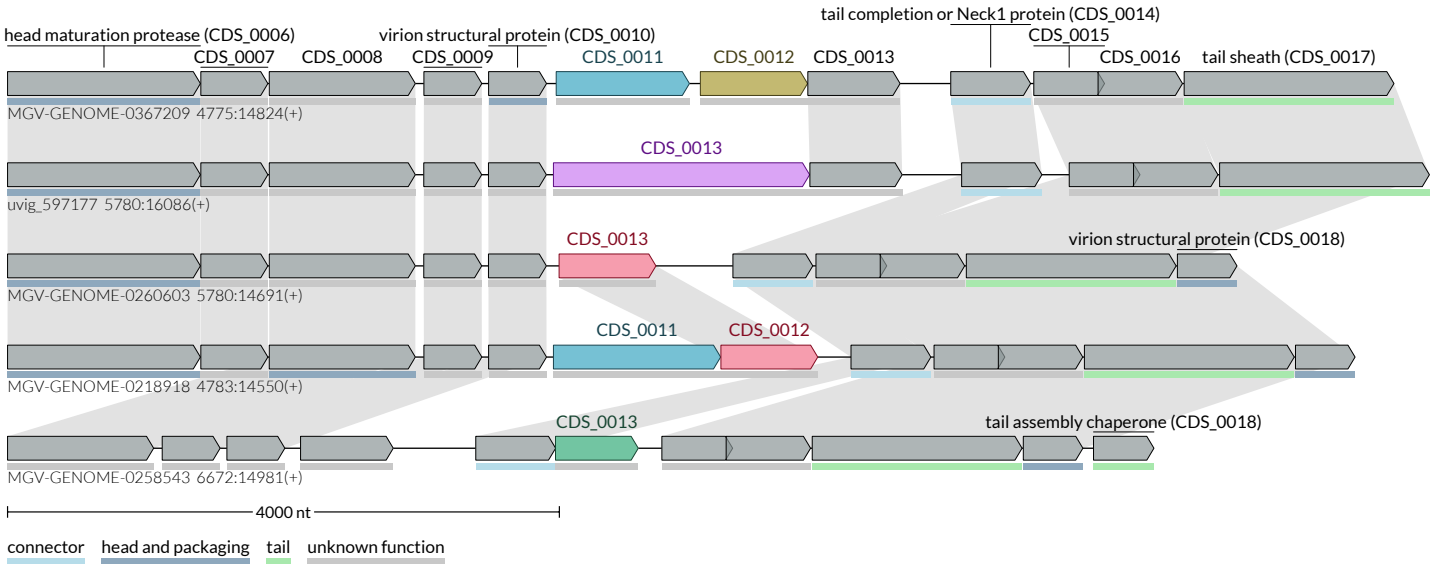 tail completion or Neck1 protein (CDS_0014)
head maturation protease (CDS_0006) virion structural protein (CDS_0010) CDS_0015
CDS_0007 CDS_0008 CDS_0009 CDS_0011 CDS_0012 CDS_0013 CDS_0016 tail sheath (CDS_0017)
MGV-GENOME-0367209 4775:14824(+)
CDS_0013
uvig_597177 5780:16086(+)
CDS_0013 virion structural protein (CDS_0018)
MGV-GENOME-0260603 5780:14691(+)
CDS_0011 CDS_0012
MGV-GENOME-0218918 4783:14550(+)
CDS_0013 tail assembly chaperone (CDS_0018)
MGV-GENOME-0258543 6672:14981(+)
4000 nt
connector head and packaging tail unknown function